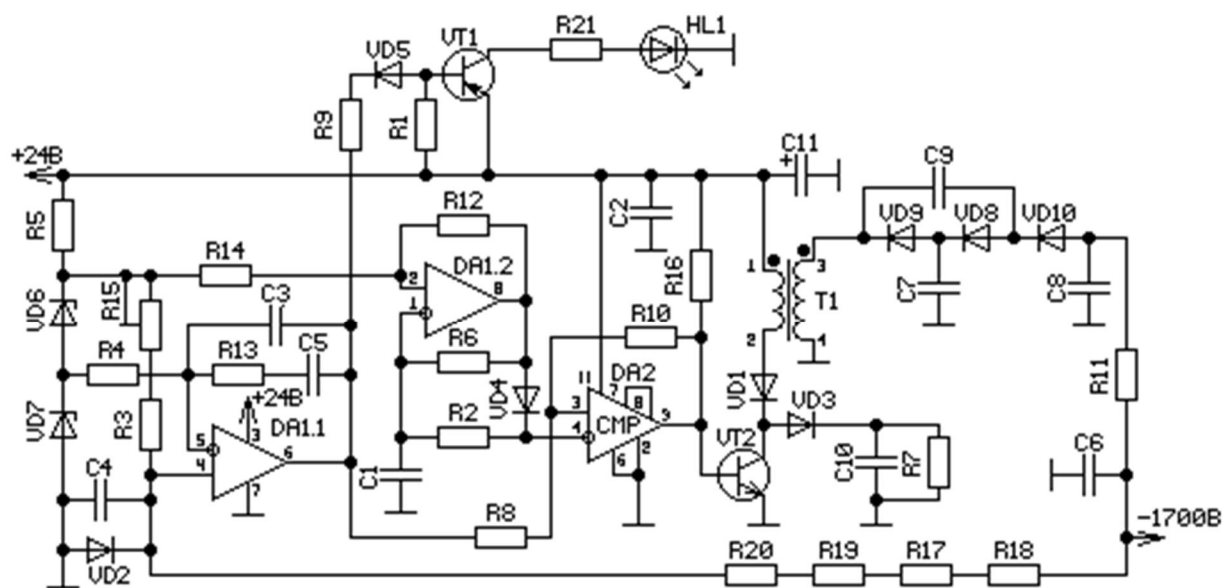 VT1
R21
HL1
VD5
R9
R1
+24В
C11
+
C9
R5
R12
C2
VD9
VD8
VD10
R14
DA1.2
2
8
1
R16
1
3
R15
C3
C7
C8
VD6
T1
R10
2
4
R4
R13
C5
R6
+24В
VD4
11
7
DA2
8
VD1
R11
VD7
R3
DA1.1
R2
3
CMP
9
4
VD3
5
3
6
4
7
VT2
6
2
C10
R7
C6
C4
C1
R8
-1700В
VD2
R20
R19
R17
R18